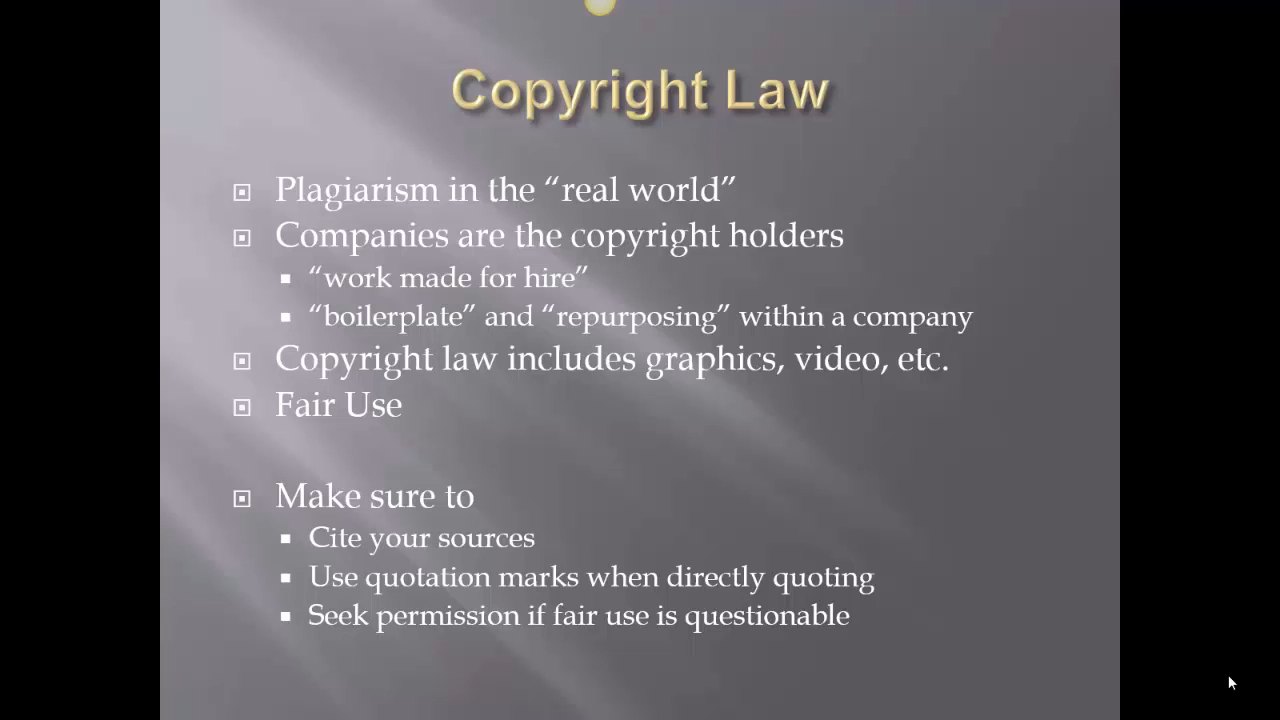 Copyright Law
Plagiarism in the “real world”
Companies are the copyright holders
“work made for hire”
“boilerplate” and “repurposing” within a company
Copyright law includes graphics, video, etc.
Fair Use
Make sure to
Cite your sources
Use quotation marks when directly quoting
Seek permission if fair use is questionable